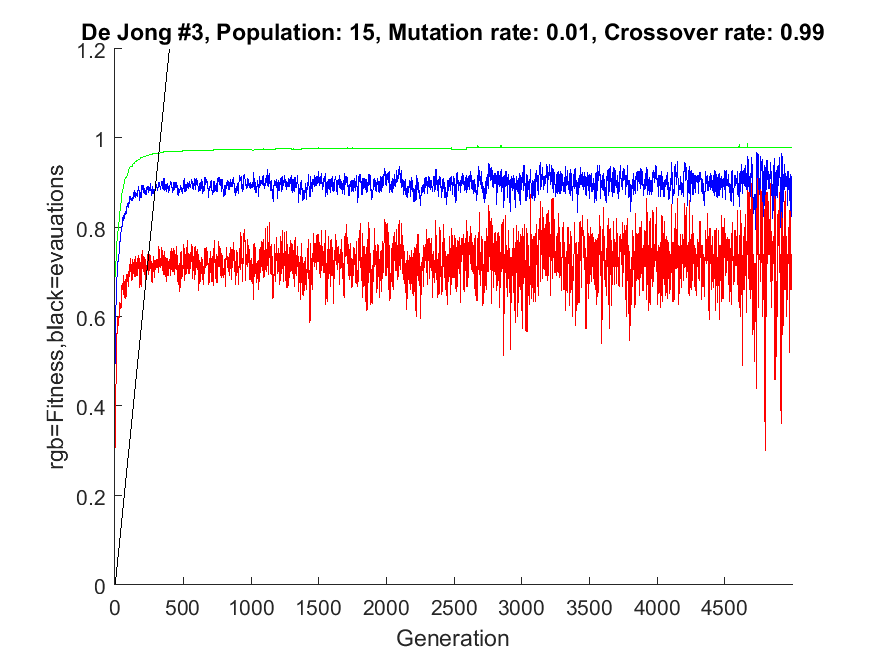 De Jong #3, Population: 15, Mutation rate: 0.01, Crossover rate: 0.99
1.2
1
0.8
0.6
0.4
0.2
0
rgb=Fitness,black=evauations
0 500 1000 1500 2000 2500 3000 3500 4000 4500
Generation